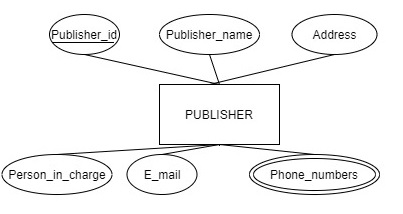 Publisher_id
Publisher_name
Address
PUBLISHER
Person_in_charge
E_mail
Phone_numbers